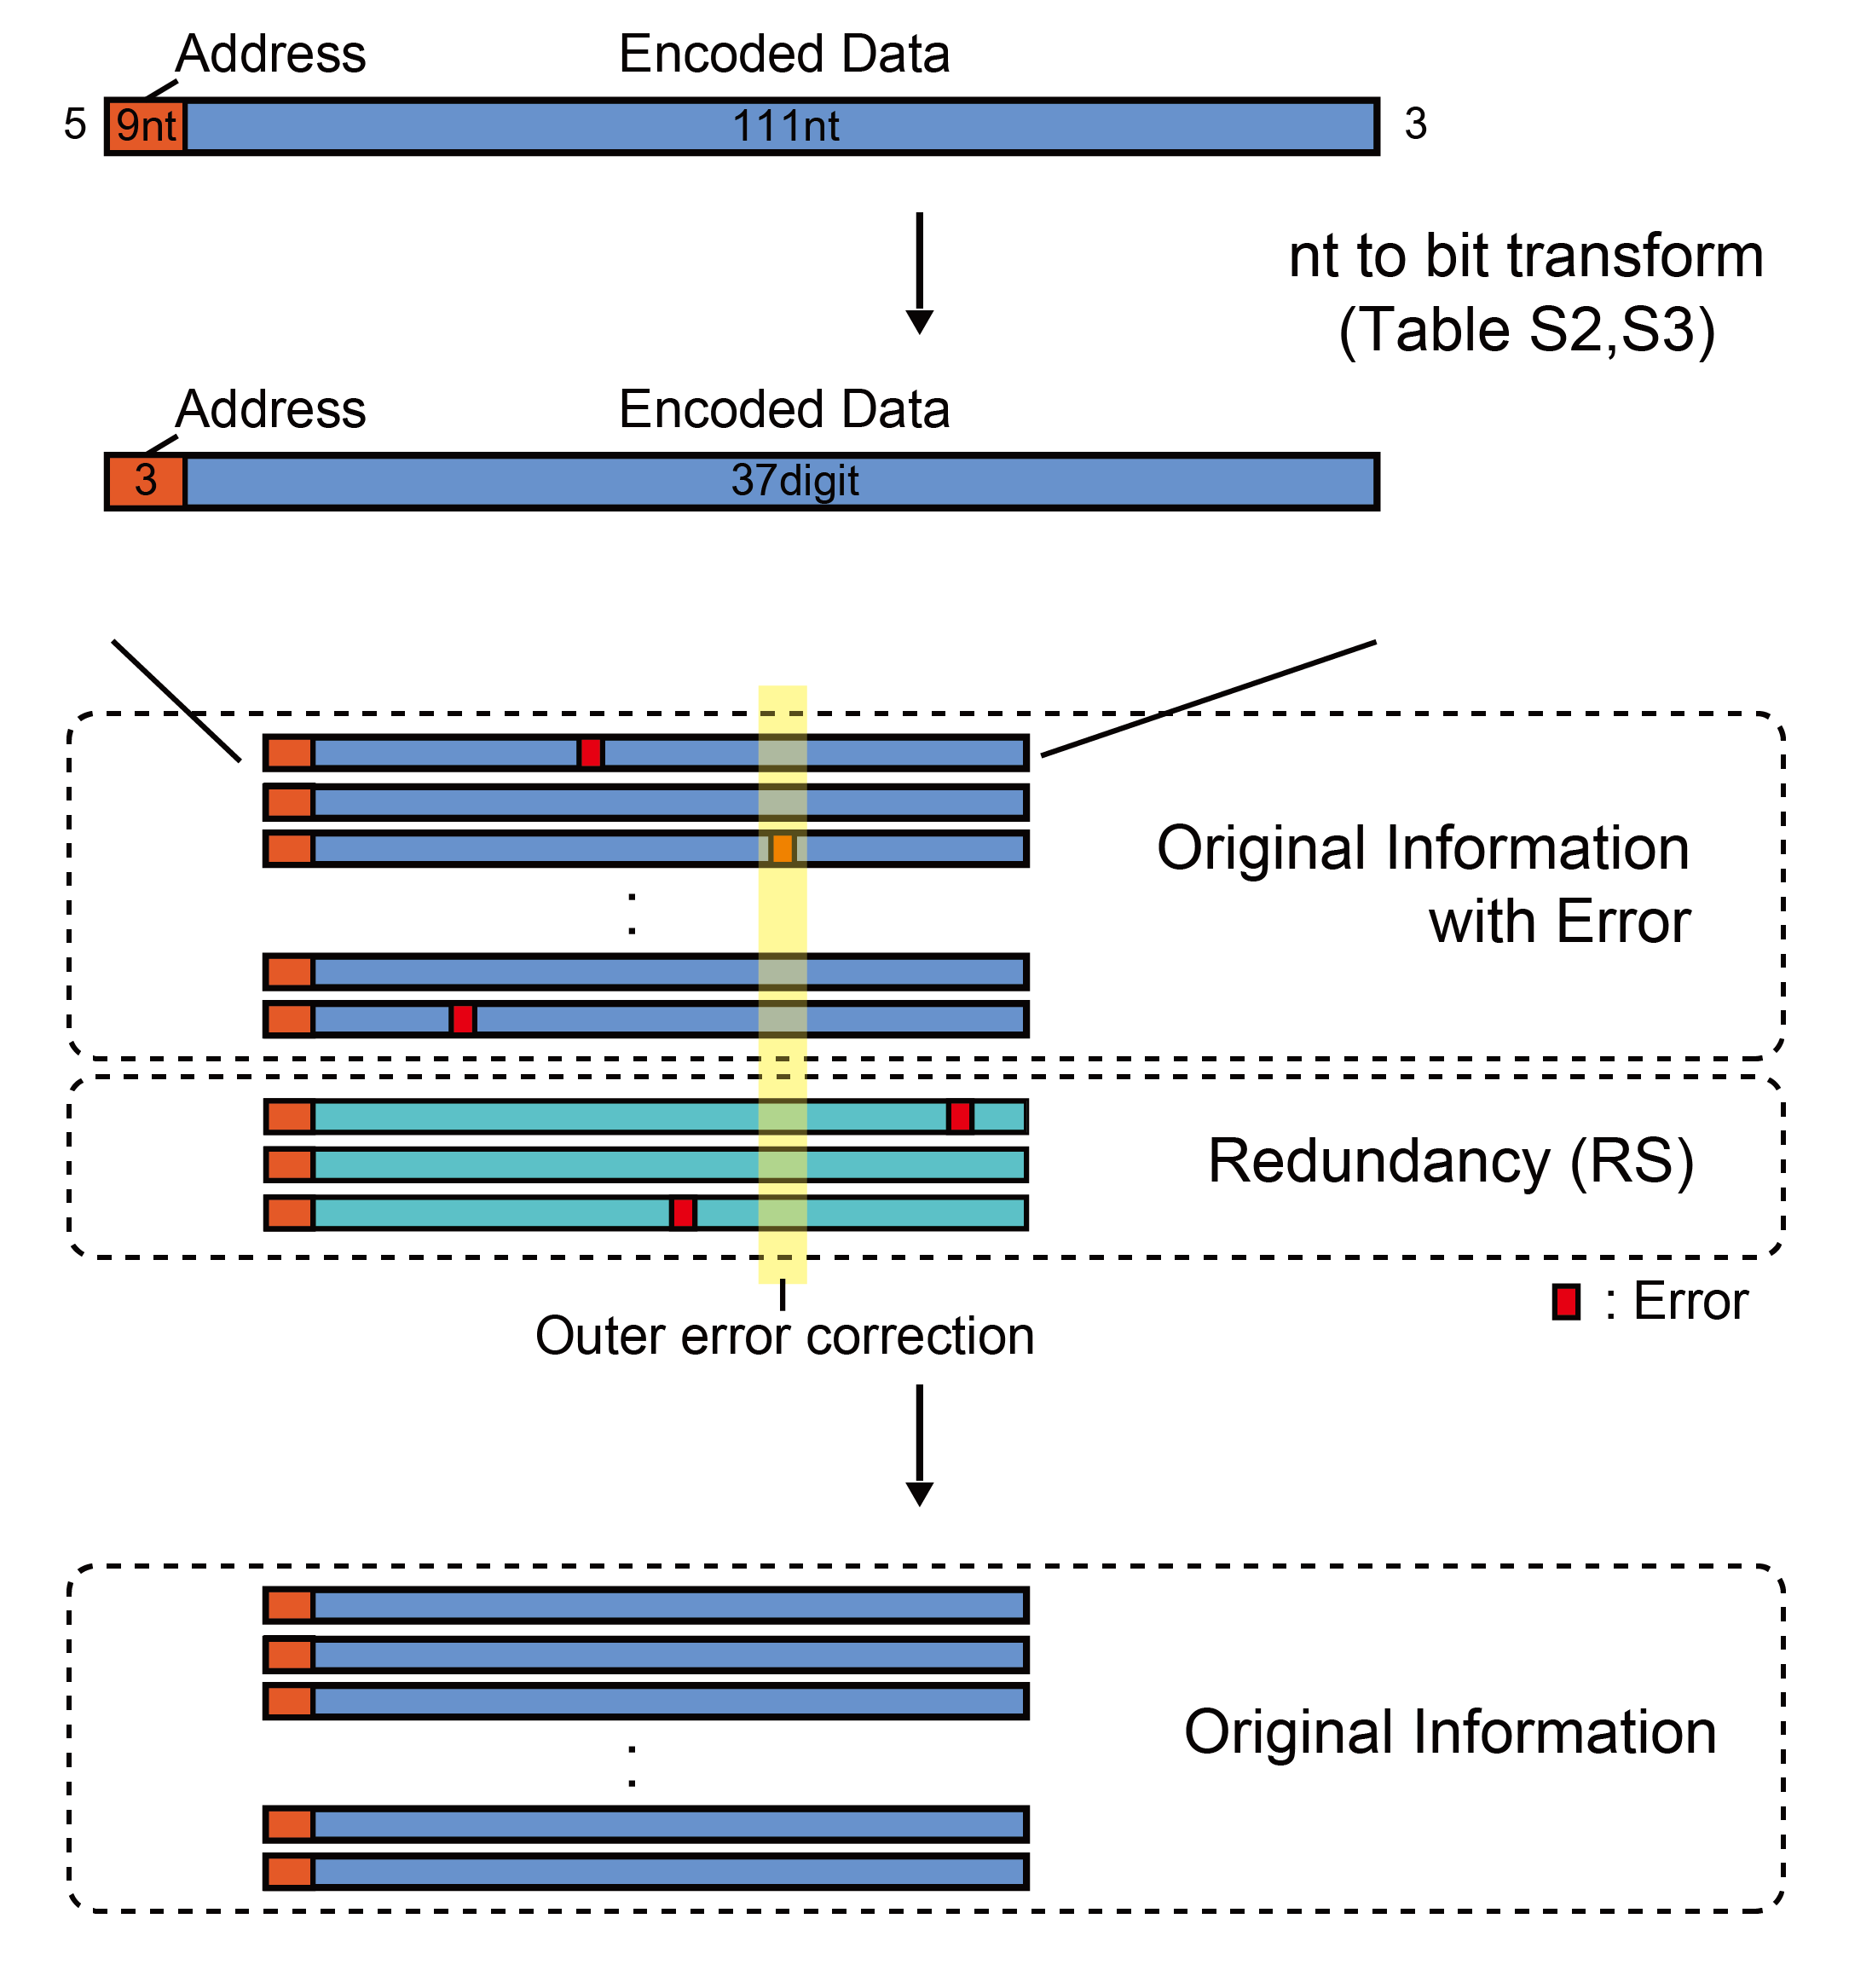 Address
Encoded Data
5
9nt
111nt
3
nt to bit transform
(Table S2,S3)
Address
Encoded Data
3
37digit
Original Information
with Error
:
Redundancy (RS)
: Error
Outer error correction
Original Information
: